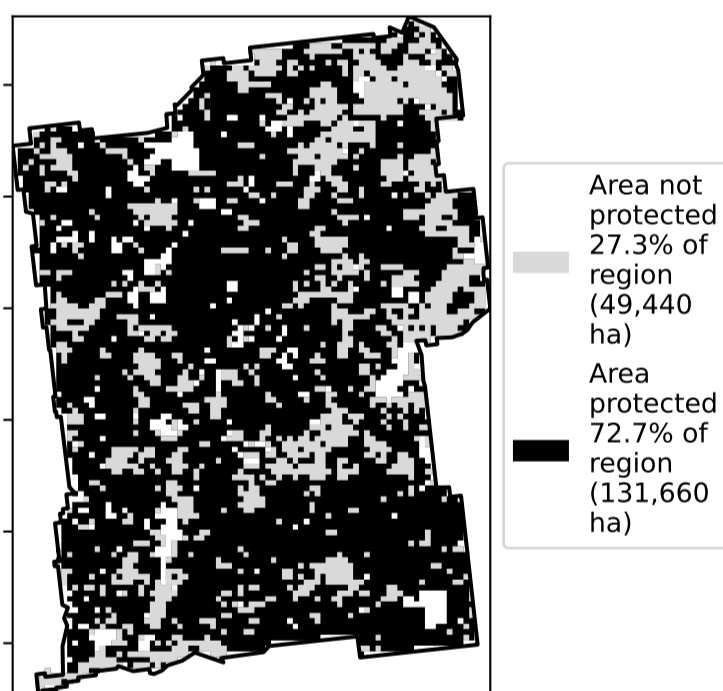 Area not
protected
27.3% of
region
(49,440
ha)
Area
protected
72.7% of
region
(131,660
ha)